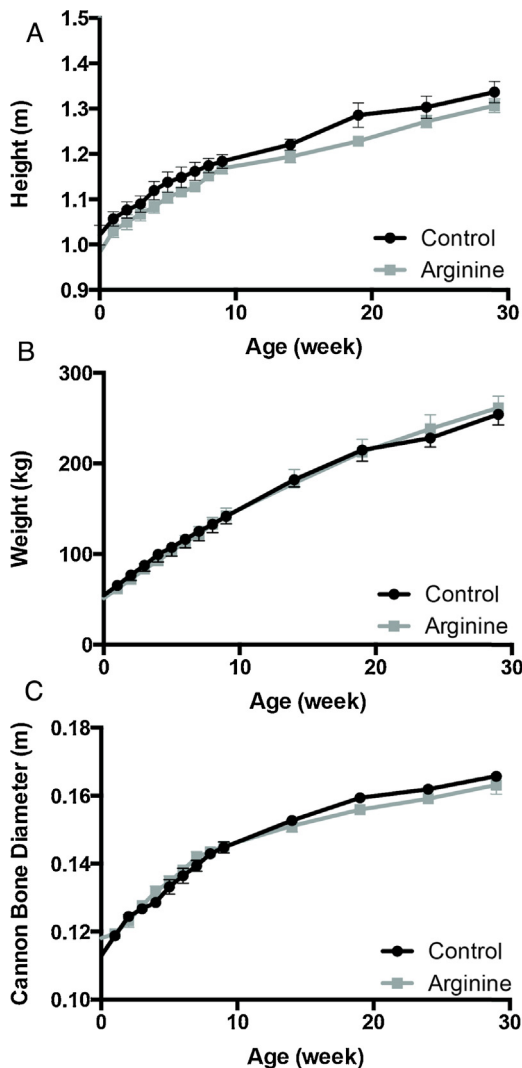 A
Height (m)
1.5
1.4
1.3
1.2
1.1
1.0
0.9
0 10 20 30
Age (week)
Control
Arginine
B
Weight (kg)
300
200
100
0
0 10 20 30
Age (week)
Control
Arginine
C
Cannon Bone Diameter (m)
0.18
0.16
0.14
0.12
0.10
0 10 20 30
Age (week)
Control
Arginine